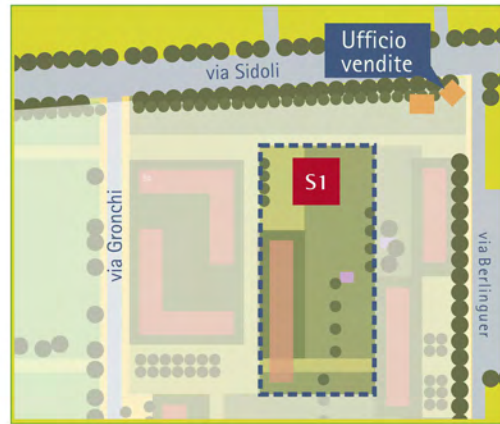 via Sidoli
Ufficio
vendite
S1
via Gronchi
via Berlinguer